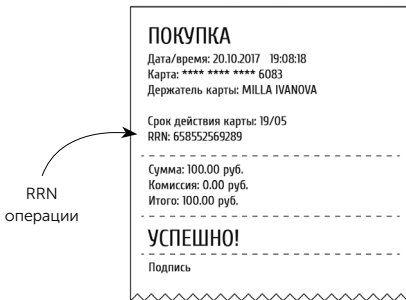 ПОКУПКА
Дата/время: 20.10.2017 19:08:18
Карта: **** **** **** 6083
Держатель карты: MILLA IVANOVA
Срок действия карты: 19/05
RRN: 658552569289
RRN
операции
Сумма: 100.00 руб.
Комиссия: 0.00 руб.
Итого: 100.00 руб.
УСПЕШНО!
Подпись